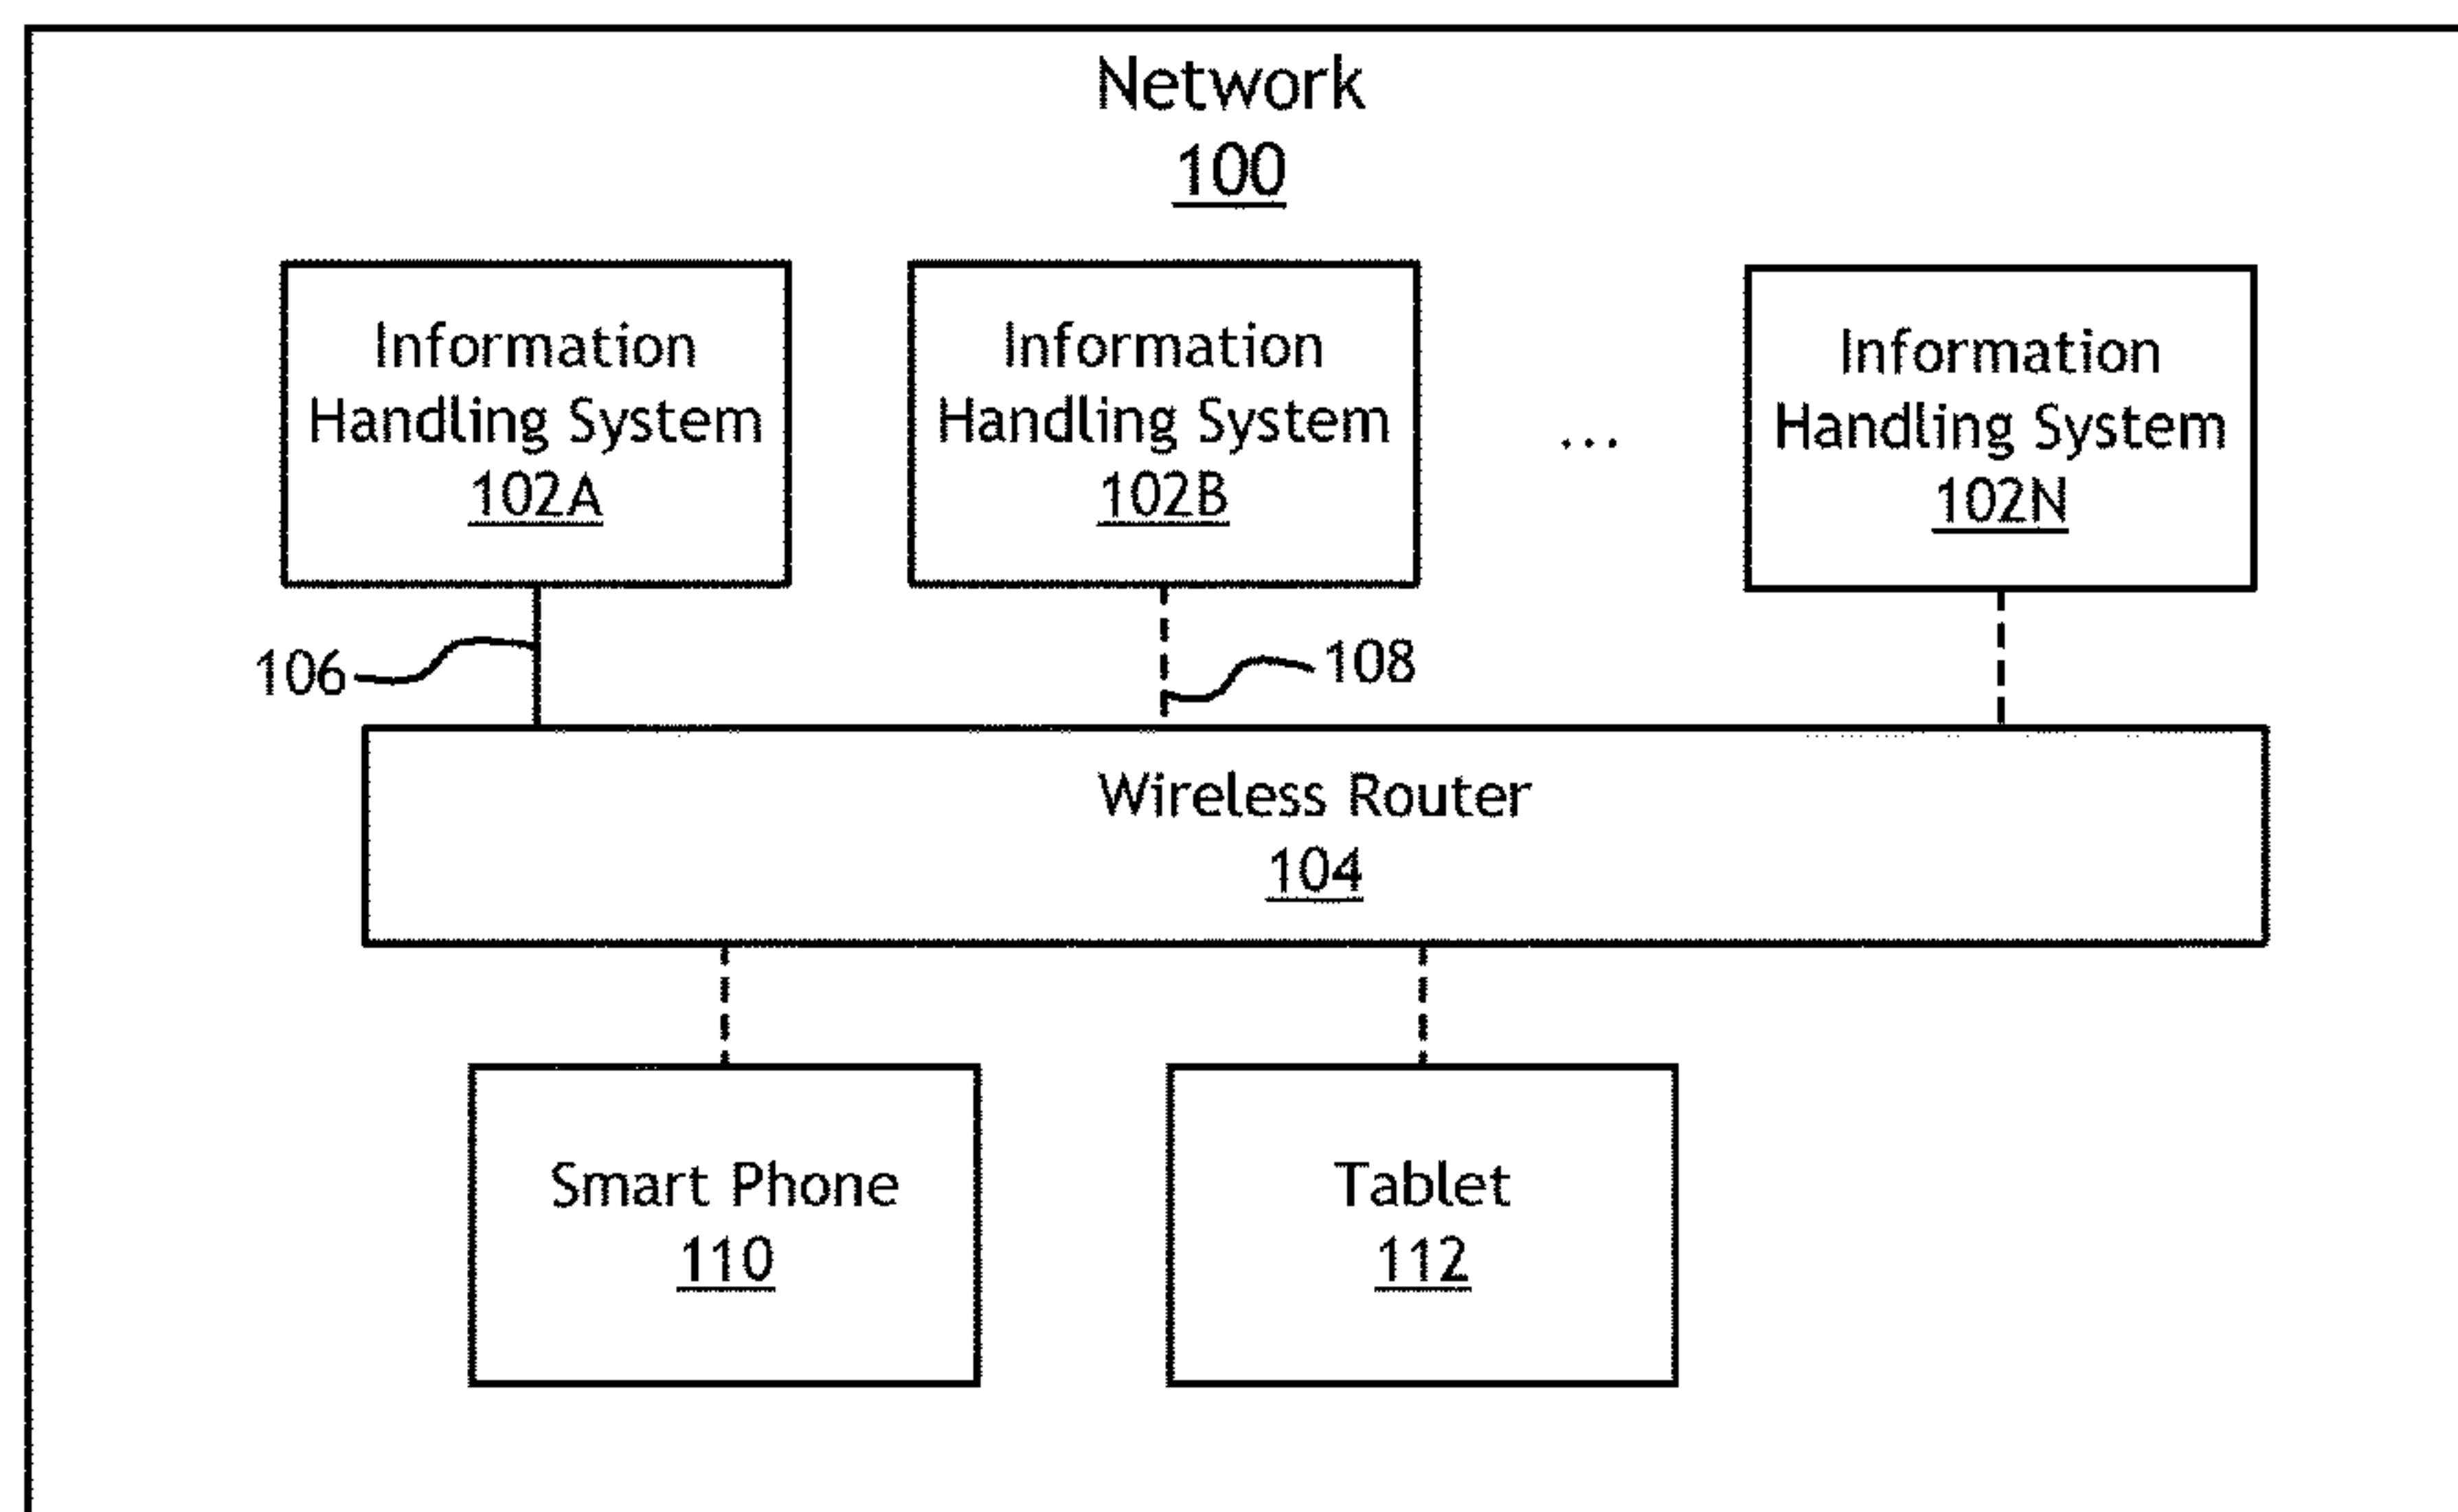 Network
100
Information
Handling System
102A
Information
Handling System
102B
...
Information
Handling System
102N
106
108
Wireless Router
104
Smart Phone
110
Tablet
112